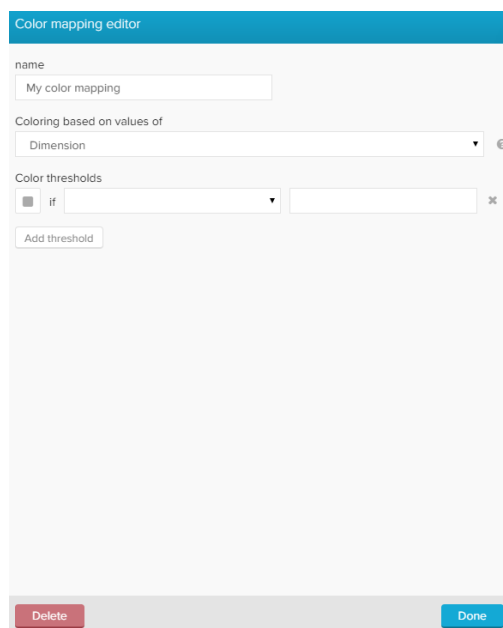 Color mapping editor
name
My color mapping
Coloring based on values of
Dimension
Color thresholds
if
Add threshold
Delete Done